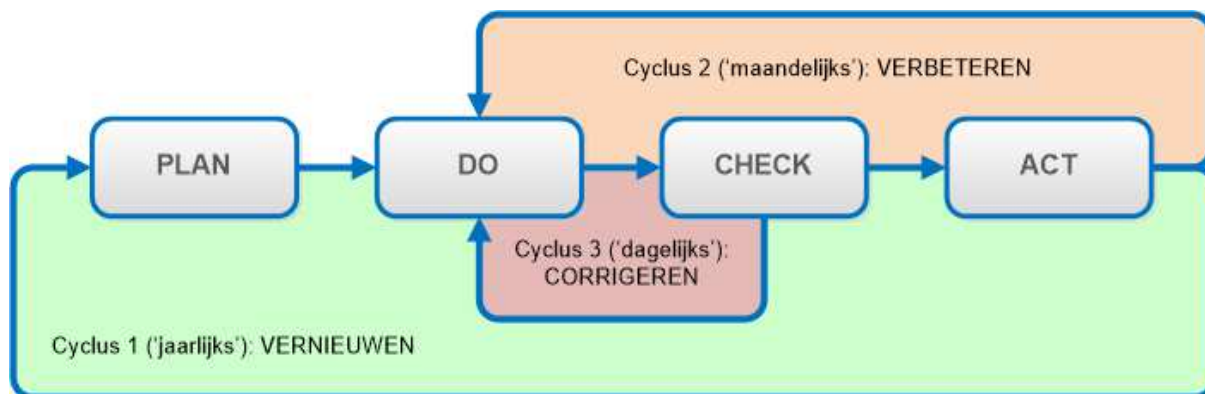 Cyclus 2 (‘maandelijks’): VERBETEREN
PLAN
DO
CHECK
ACT
Cyclus 3 (‘dagelijks’):
CORRIGEREN
Cyclus 1 (‘jaarlijks’): VERNIEUWEN